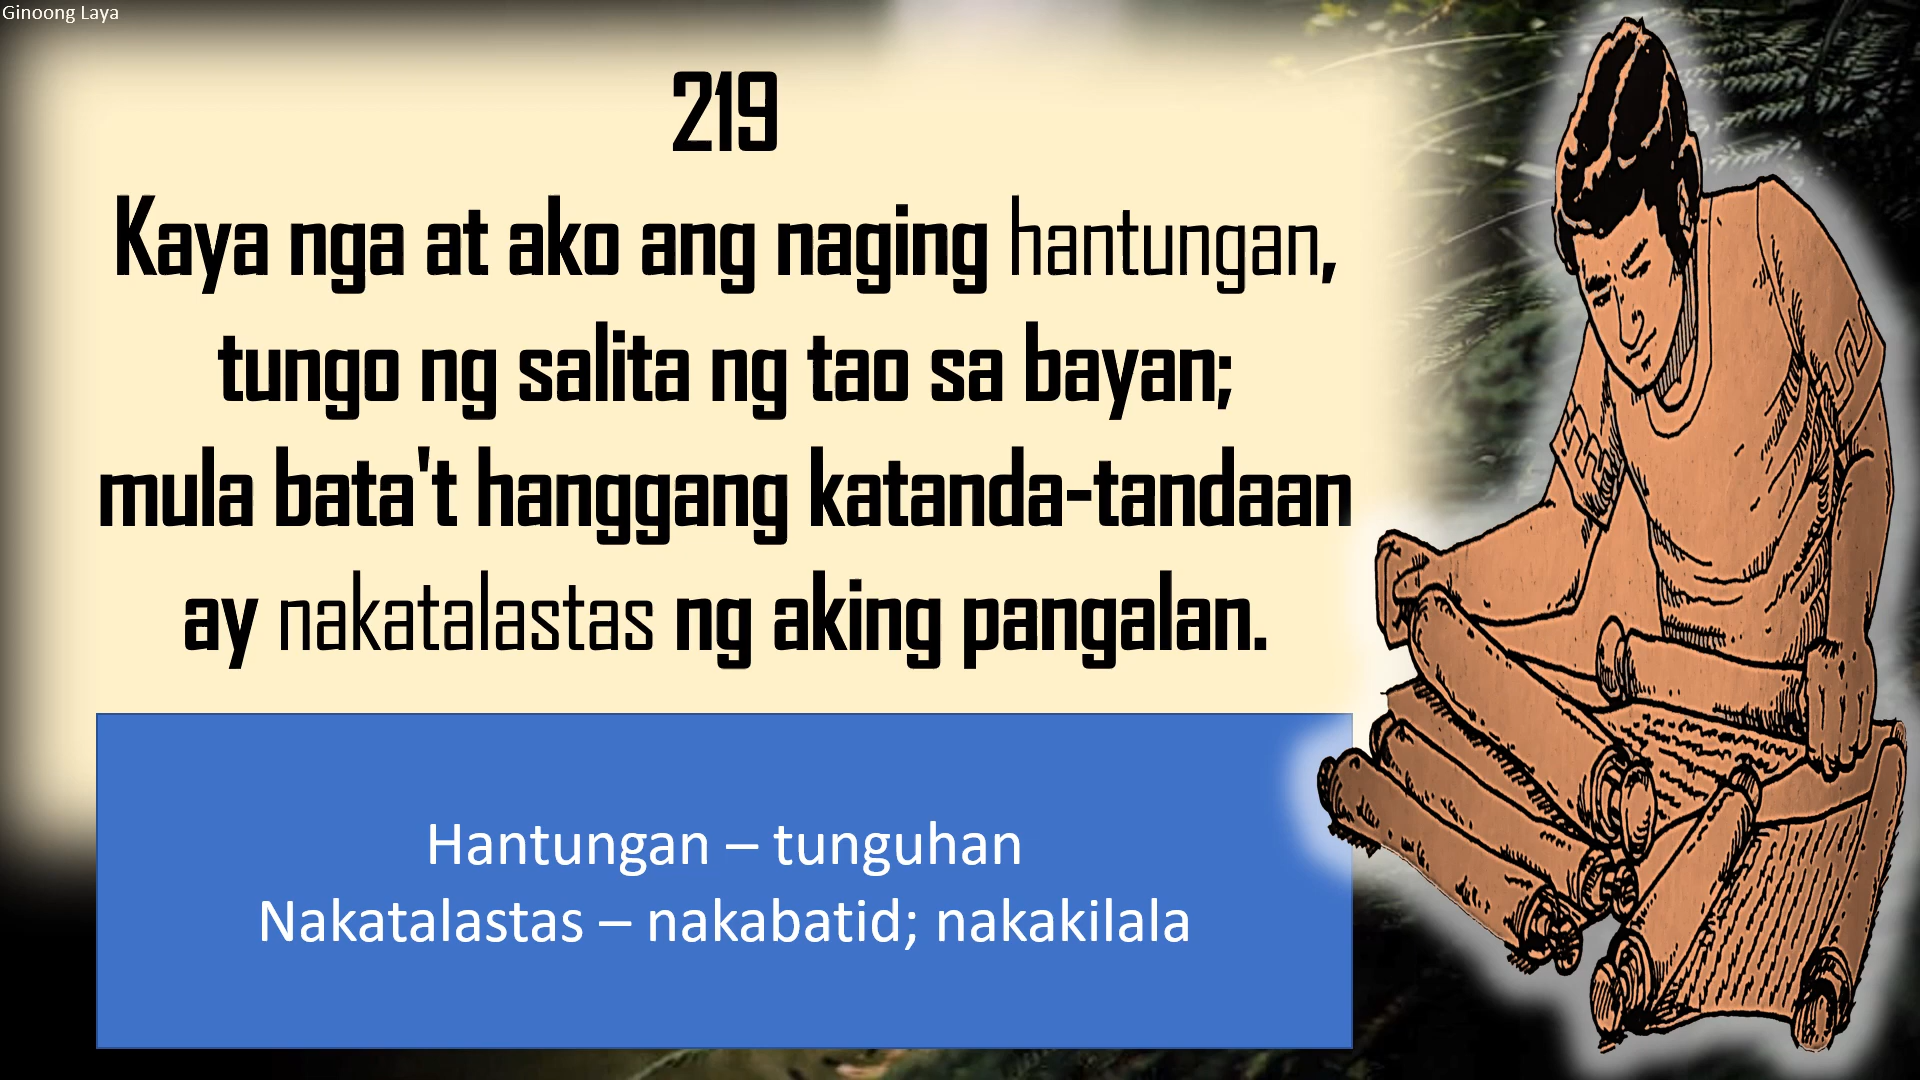 Ginoong Laya
219
Kaya nga at ako ang naging hantungan,
tungo ng salita ng tao sa bayan;
mula bata't hanggang katanda-tandaan
ay nakatalastas ng aking pangalan.
Hantungan – tunguhan
Nakatalastas – nakabatid; nakakilala